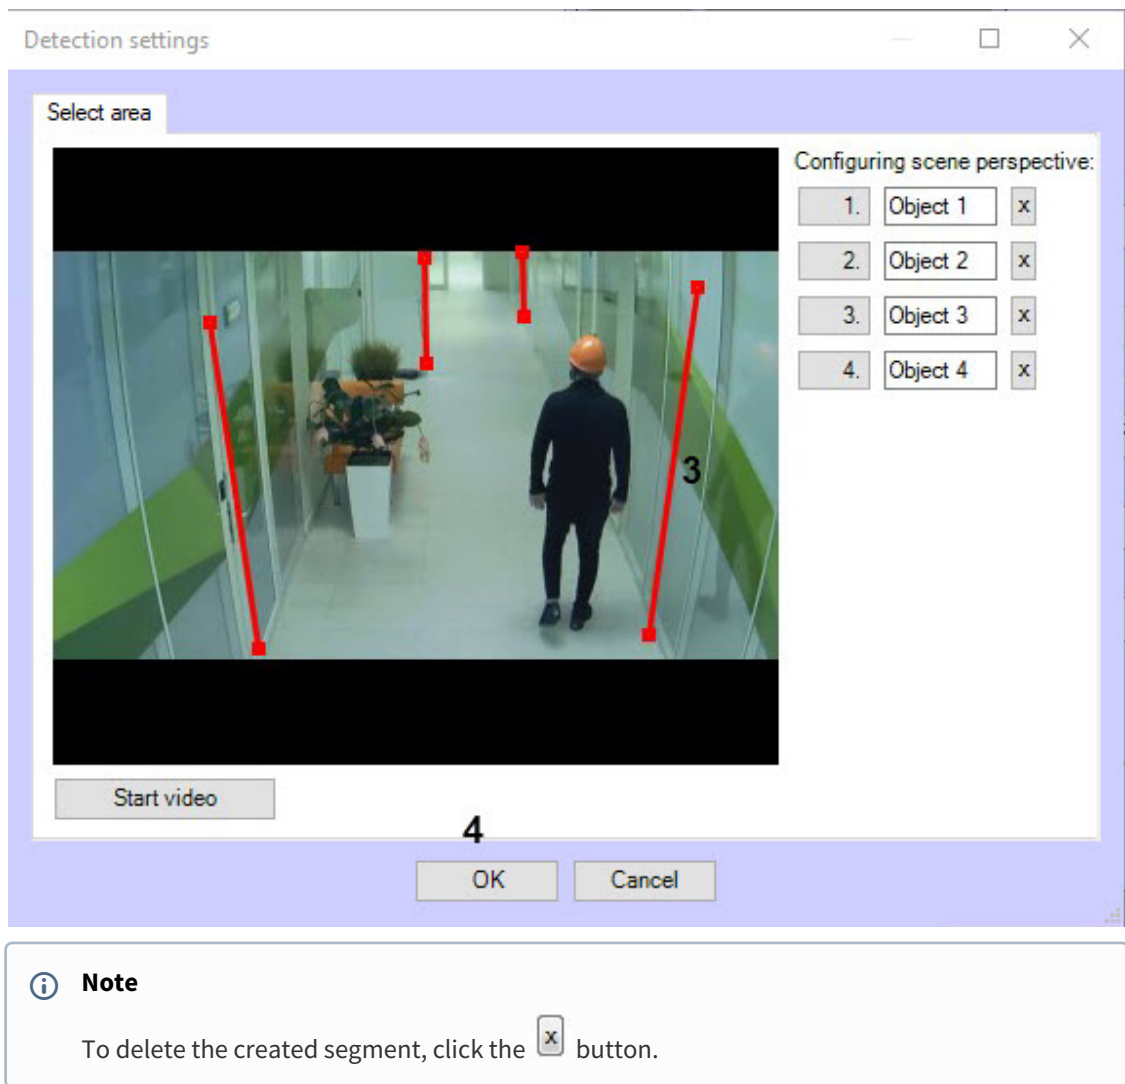 Detection settings
Select area
Configuring scene perspective:
1. Object 1 x
2. Object 2 x
3. Object 3 x
4. Object 4 x
3
Start video
4
OK Cancel
Note
To delete the created segment, click the x button.